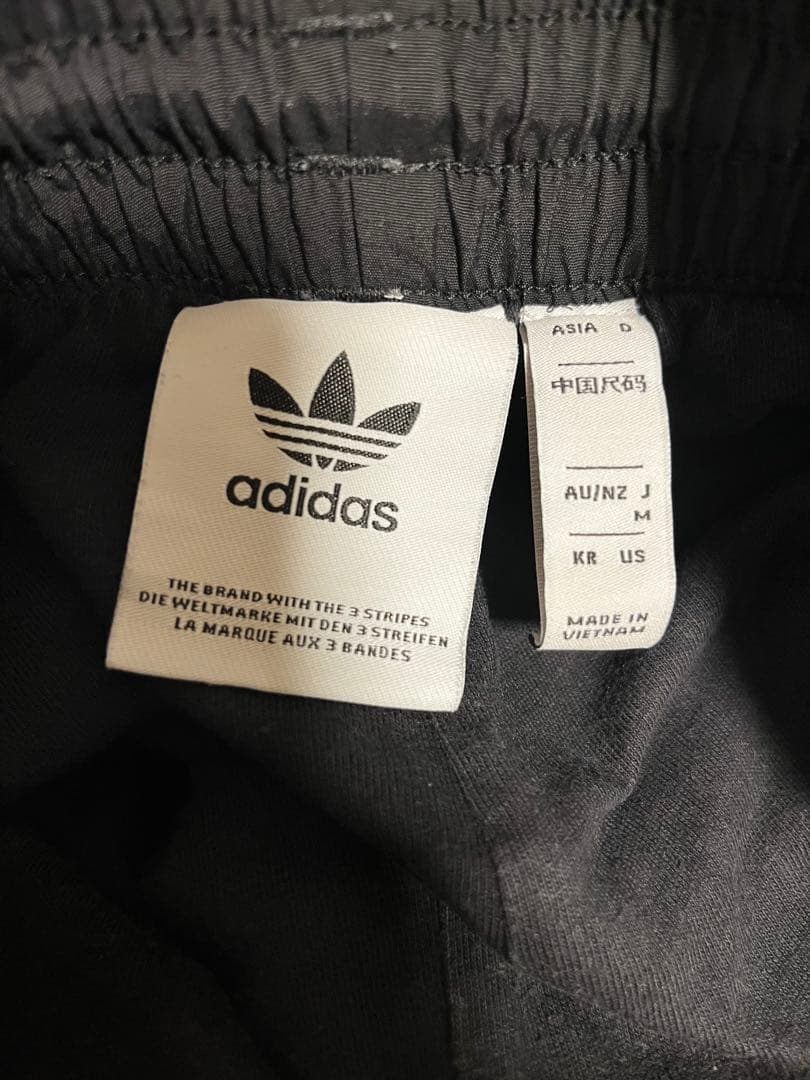 adidas
THE BRAND WITH THE 3 STRIPES
DIE WELTMARKE MIT DEN 3 STREIFEN
LA MARQUE AUX 3 BANDES
ASIA D
中国尺码
AU/NZ J
M
KR US
MADE IN
VIETNAM